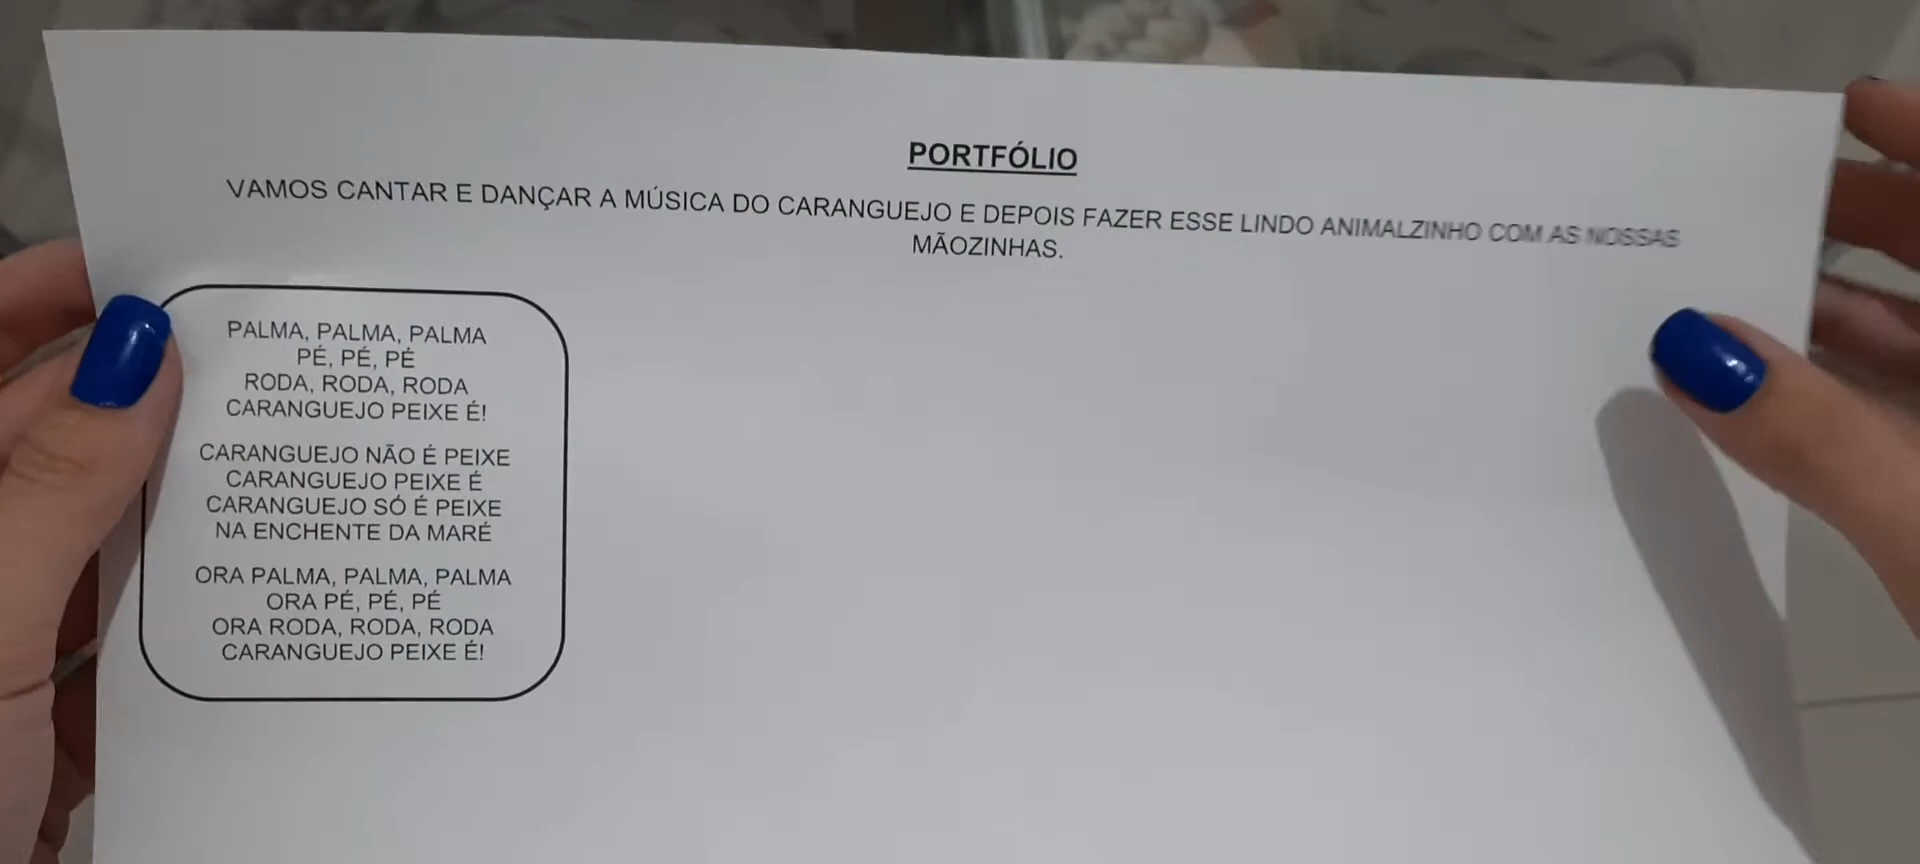 PORTFÓLIO
VAMOS CANTAR E DANÇAR A MÚSICA DO CARANGUEJO E DEPOIS FAZER ESSE LINDO ANIMALZINHO COM AS NOSSAS
MÃOZINHAS.
PALMA, PALMA, PALMA
PÉ, PÉ, PÉ
RODA, RODA, RODA
CARANGUEJO PEIXE É!
CARANGUEJO NÃO É PEIXE
CARANGUEJO PEIXE É
CARANGUEJO SÓ É PEIXE
NA ENCHENTE DA MARÉ
ORA PALMA, PALMA, PALMA
ORA PÉ, PÉ, PÉ
ORA RODA, RODA, RODA
CARANGUEJO PEIXE É!